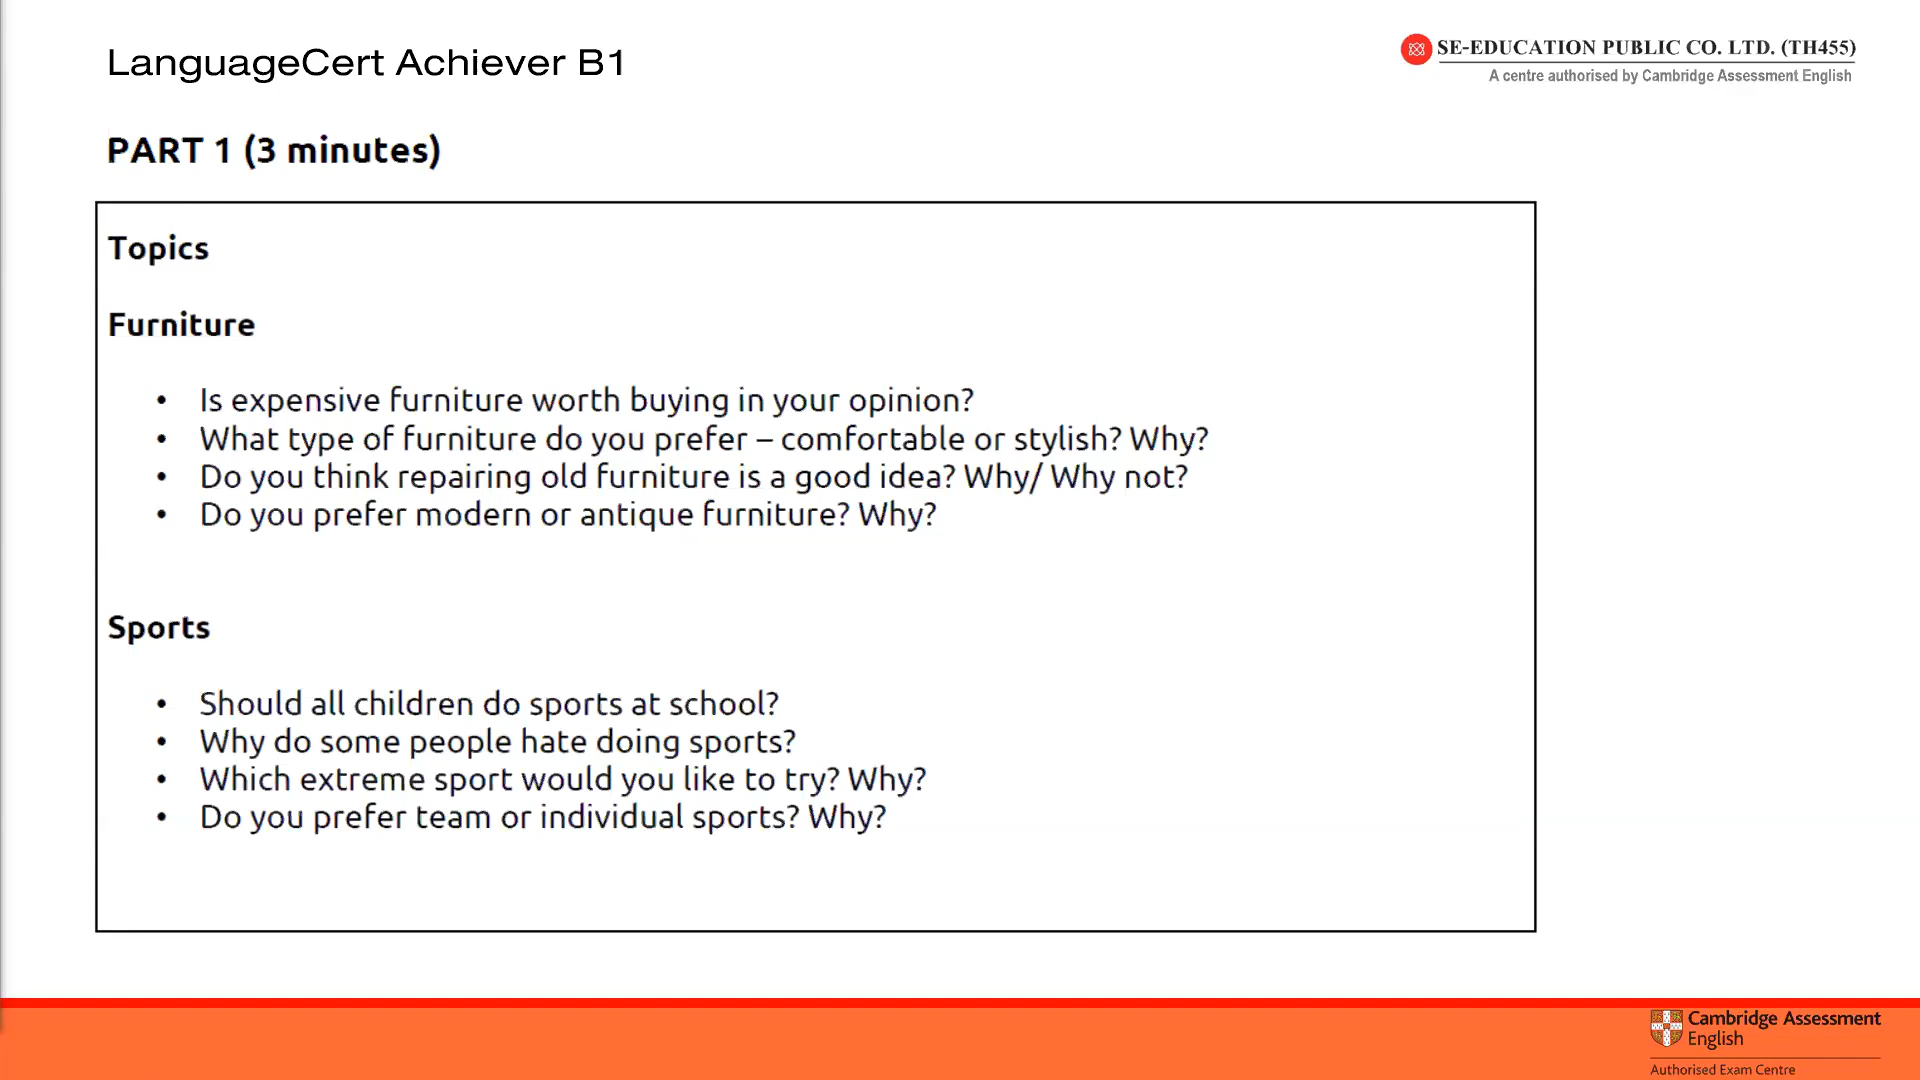 LanguageCert Achiever B1
SE-EDUCATION PUBLIC CO. LTD. (TH455)
A centre authorised by Cambridge Assessment English
PART 1 (3 minutes)
Topics
Furniture
• Is expensive furniture worth buying in your opinion?
• What type of furniture do you prefer – comfortable or stylish? Why?
• Do you think repairing old furniture is a good idea? Why/ Why not?
• Do you prefer modern or antique furniture? Why?
Sports
• Should all children do sports at school?
• Why do some people hate doing sports?
• Which extreme sport would you like to try? Why?
• Do you prefer team or individual sports? Why?
Cambridge Assessment
English
Authorised Exam Centre